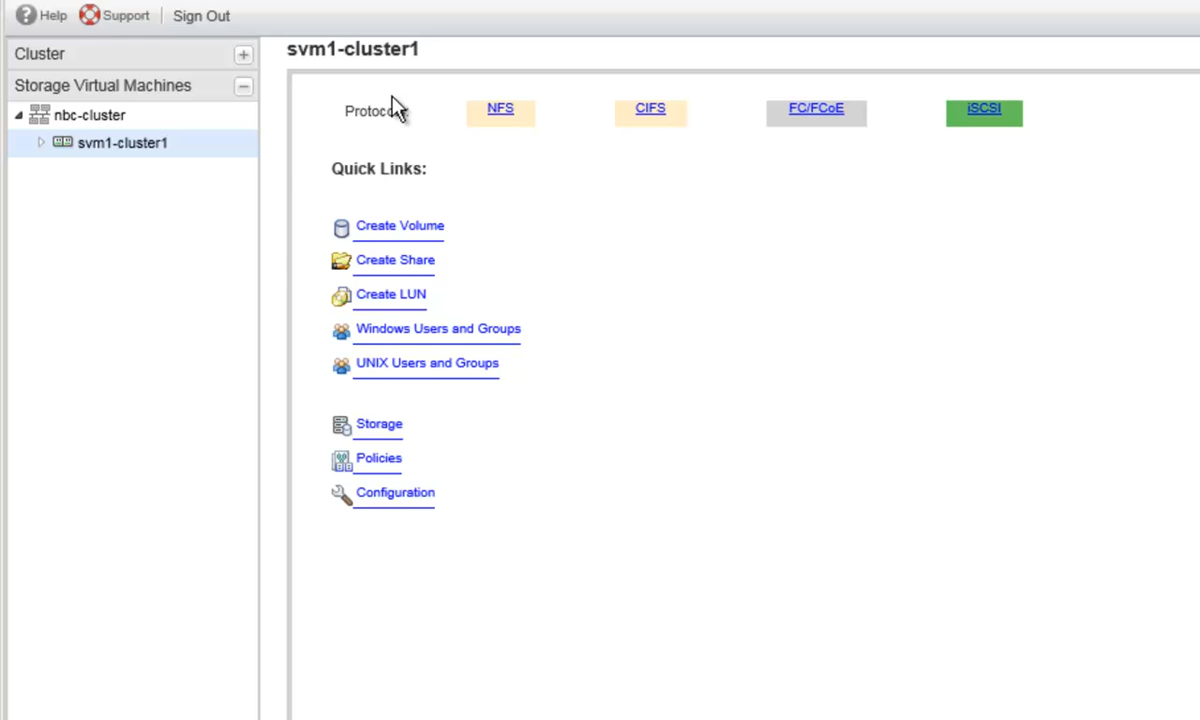 Help Support Sign Out
Cluster
Storage Virtual Machines
nbc-cluster
svm1-cluster1
svm1-cluster1
NFS CIFS FC/FCoE iSCSI
Quick Links:
Create Volume
Create Share
Create LUN
Windows Users and Groups
UNIX Users and Groups
Storage
Policies
Configuration